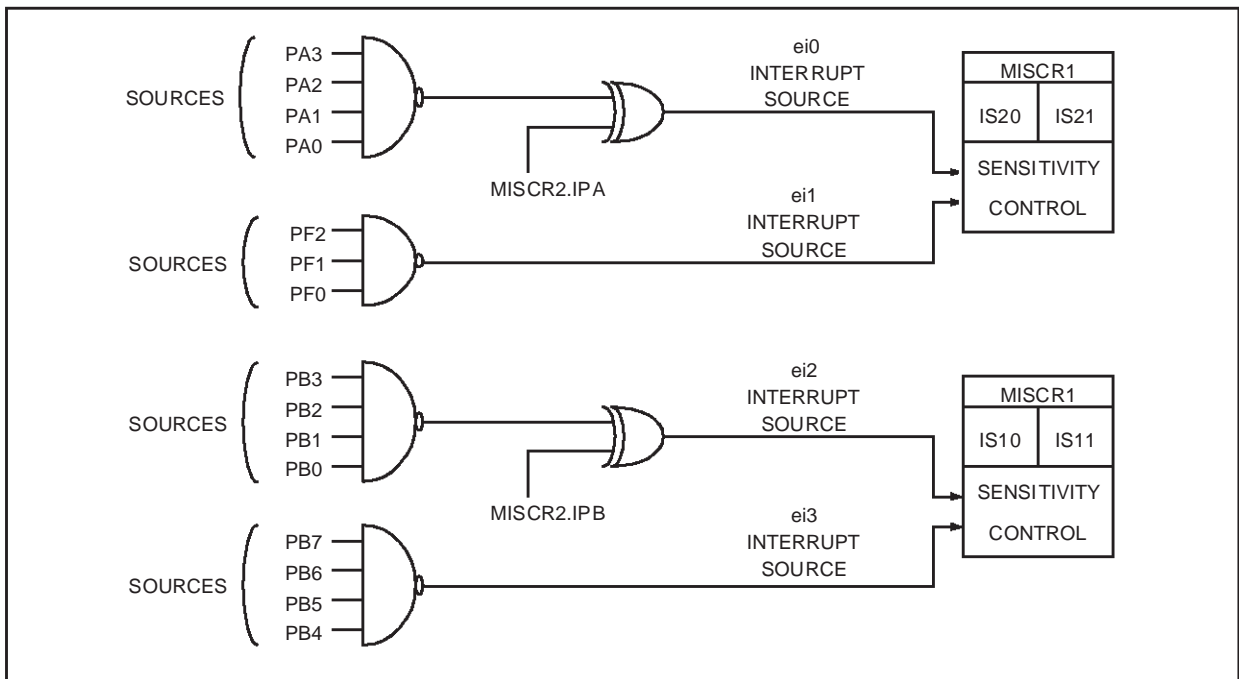 SOURCES
PA3
PA2
PA1
PA0
MISCR2.IPA
ei0
INTERRUPT
SOURCE
MISCR1
IS20 IS21
SENSITIVITY
CONTROL
SOURCES
PF2
PF1
PF0
ei1
INTERRUPT
SOURCE
SOURCES
PB3
PB2
PB1
PB0
MISCR2.IPB
ei2
INTERRUPT
SOURCE
MISCR1
IS10 IS11
SENSITIVITY
CONTROL
SOURCES
PB7
PB6
PB5
PB4
ei3
INTERRUPT
SOURCE